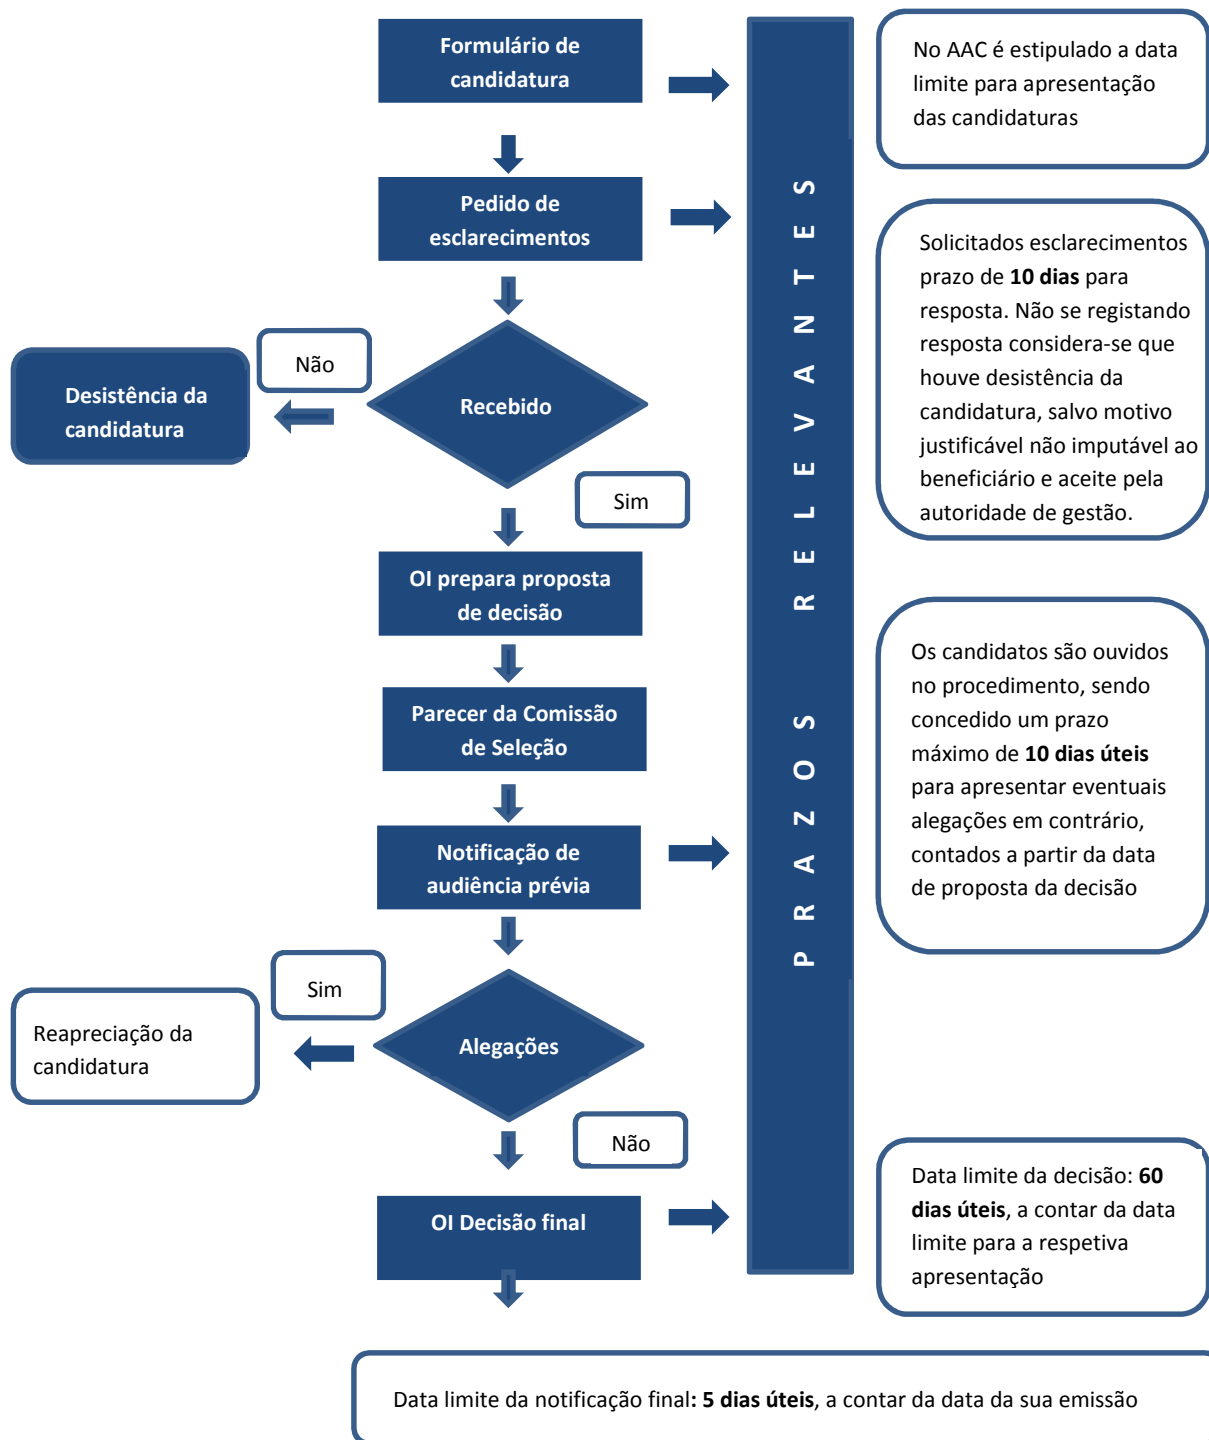 Formulário de
candidatura
No AAC é estipulado a data
limite para apresentação
das candidaturas
Pedido de
esclarecimentos
Solicitados esclarecimentos
prazo de 10 dias para
resposta. Não se registando
resposta considera-se que
houve desistência da
candidatura, salvo motivo
justificável não imputável ao
beneficiário e aceite pela
autoridade de gestão.
Não
Desistência da
candidatura
Recebido
Sim
PRAZOS RELEVANTES
OI prepara proposta
de decisão
Parecer da Comissão
de Seleção
Os candidatos são ouvidos
no procedimento, sendo
concedido um prazo
máximo de 10 dias úteis
para apresentar eventuais
alegações em contrário,
contados a partir da data
de proposta da decisão
Notificação de
audiência prévia
Sim
Reapreciação da
candidatura
Alegações
Não
OI Decisão final
Data limite da decisão: 60
dias úteis, a contar da data
limite para a respetiva
apresentação
Data limite da notificação final: 5 dias úteis, a contar da data da sua emissão